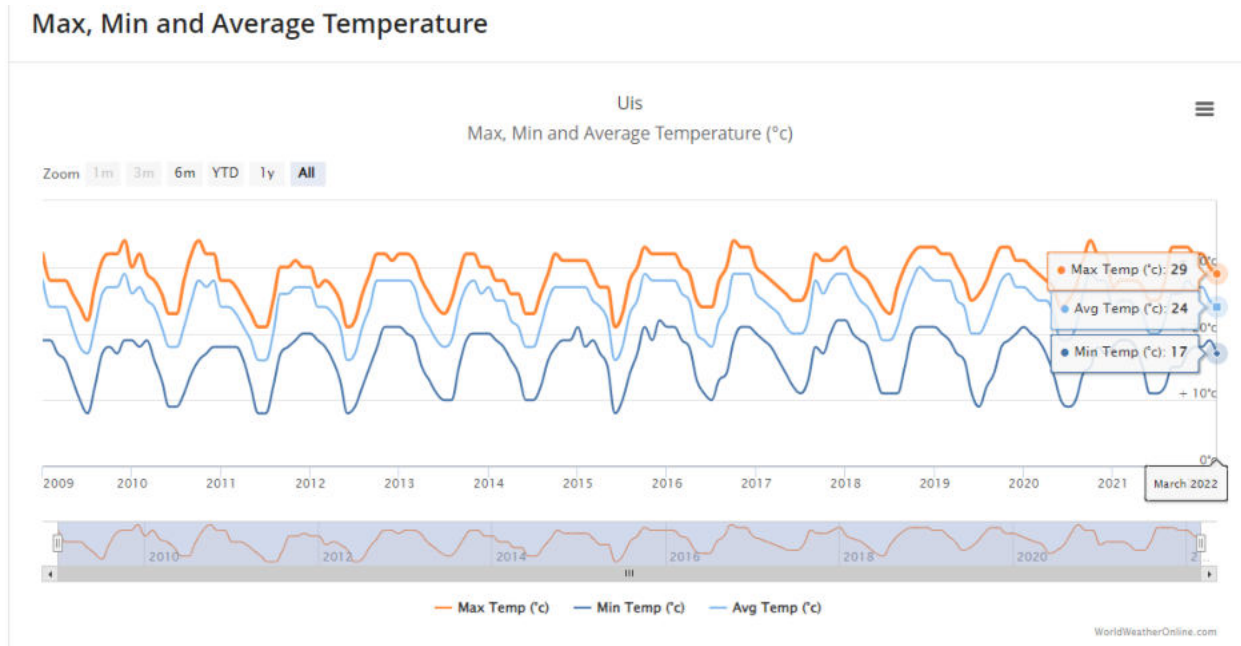 Max, Min and Average Temperature
Uis
Max, Min and Average Temperature (°c)
Zoom 1m 3m 6m YTD 1y All
Max Temp (°c): 29
Avg Temp (°c): 24
Min Temp (°c): 17
+ 10°c
0°c
2009 2010 2011 2012 2013 2014 2015 2016 2017 2018 2019 2020 2021
March 2022
2010 2012 2014 2016 2018 2020
Max Temp (°c) Min Temp (°c) Avg Temp (°c)
WorldWeatherOnline.com